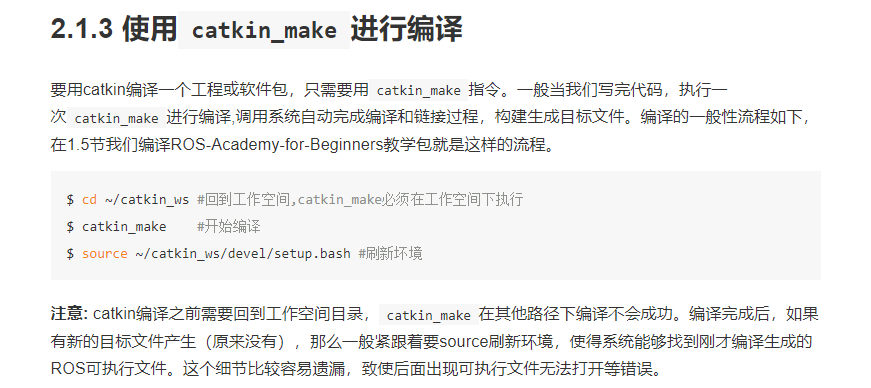 2.1.3 使用 catkin_make 进行编译
要用catkin编译一个工程或软件包，只需要用 catkin_make 指令。一般当我们写完代码，执行一
次 catkin_make 进行编译,调用系统自动完成编译和链接过程，构建生成目标文件。编译的一般性流程如下，
在1.5节我们编译ROS-Academy-for-Beginners教学包就是这样的流程。
$ cd ~/catkin_ws #回到工作空间,catkin_make必须在工作空间下执行
$ catkin_make    #开始编译
$ source ~/catkin_ws/devel/setup.bash #刷新坏境
注意: catkin编译之前需要回到工作空间目录， catkin_make 在其他路径下编译不会成功。编译完成后，如果
有新的目标文件产生（原来没有），那么一般紧跟着要source刷新环境，使得系统能够找到刚才编译生成的
ROS可执行文件。这个细节比较容易遗漏，致使后面出现可执行文件无法打开等错误。